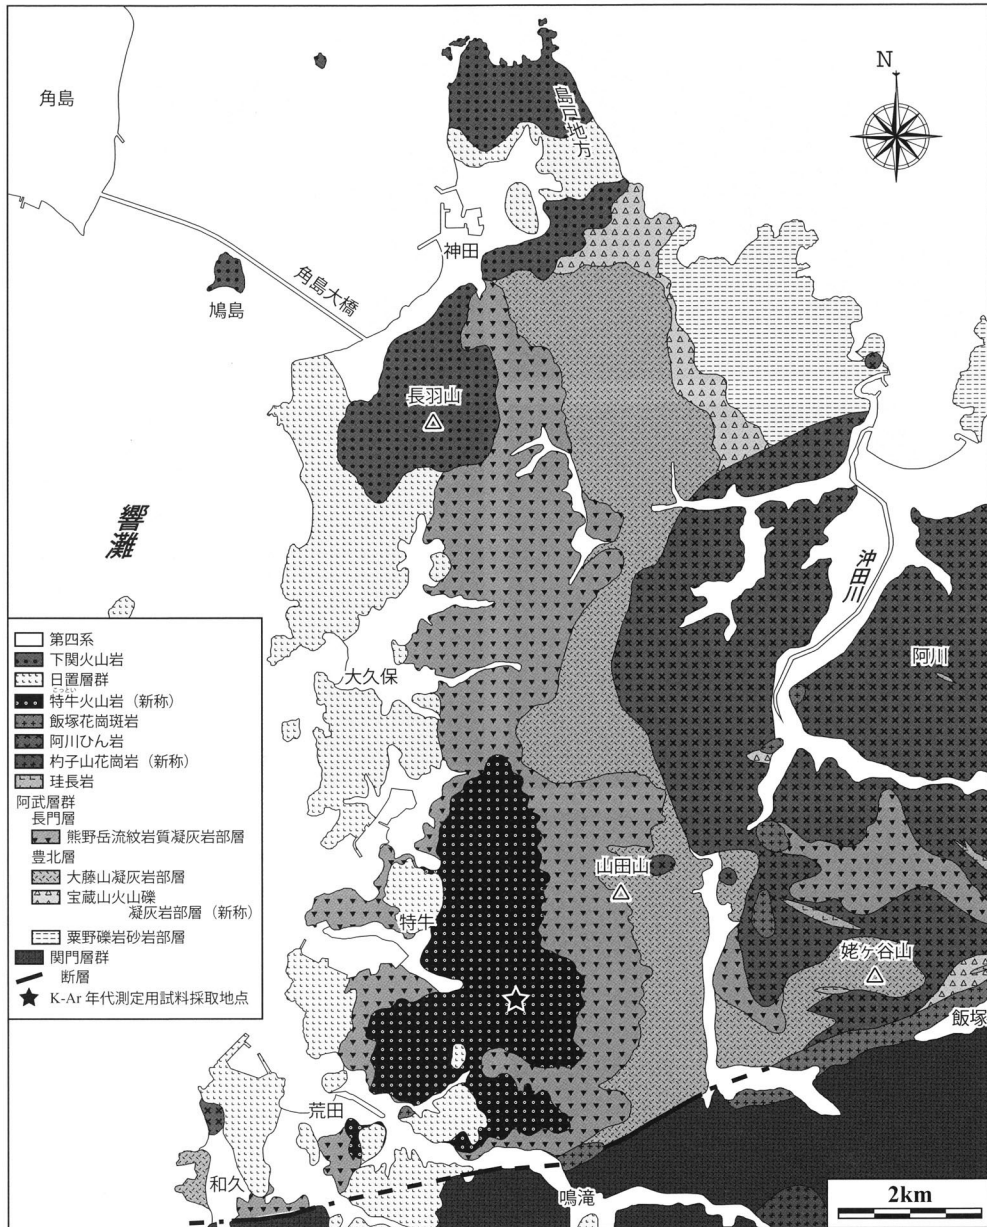 N
角島
島戸地方
神田
角島大橋
鳩島
長羽山
響灘
沖田川
阿川
大久保
山田山
特牛
姥ヶ谷山
飯塚
荒田
和久
鳴滝
第四系
下関火山岩
日置層群
こっとい
特牛火山岩（新称）
飯塚花崗斑岩
阿川ひん岩
杓子山花崗岩（新称）
珪長岩
阿武層群
長門層
熊野岳流紋岩質凝灰岩部層
豊北層
大藤山凝灰岩部層
宝蔵山火山礫
凝灰岩部層（新称）
粟野礫岩砂岩部層
関門層群
断層
K-Ar 年代測定用試料採取地点
2km